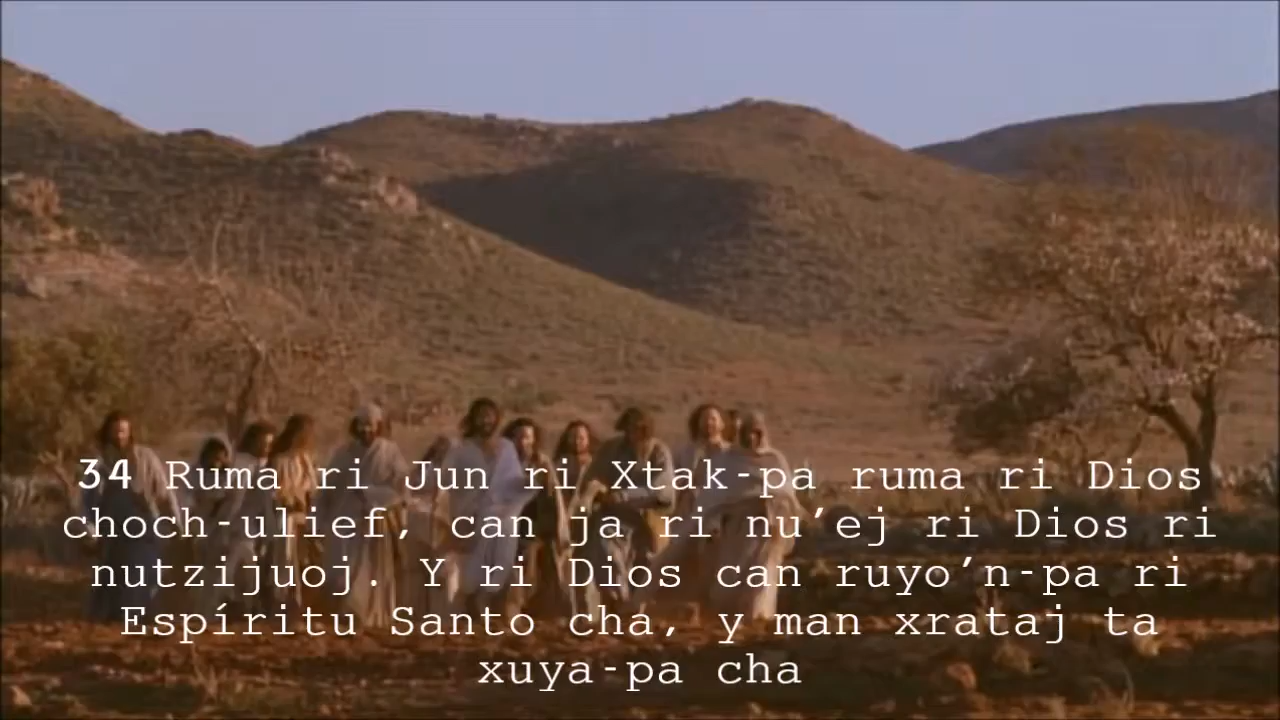 34 Ruma ri Jun ri Xtak-pa ruma ri Dios
choch-ulief, can ja ri nu’ej ri Dios ri
nutzijuoj. Y ri Dios can ruyo’n-pa ri
Espíritu Santo cha, y man xrataj ta
xuya-pa cha